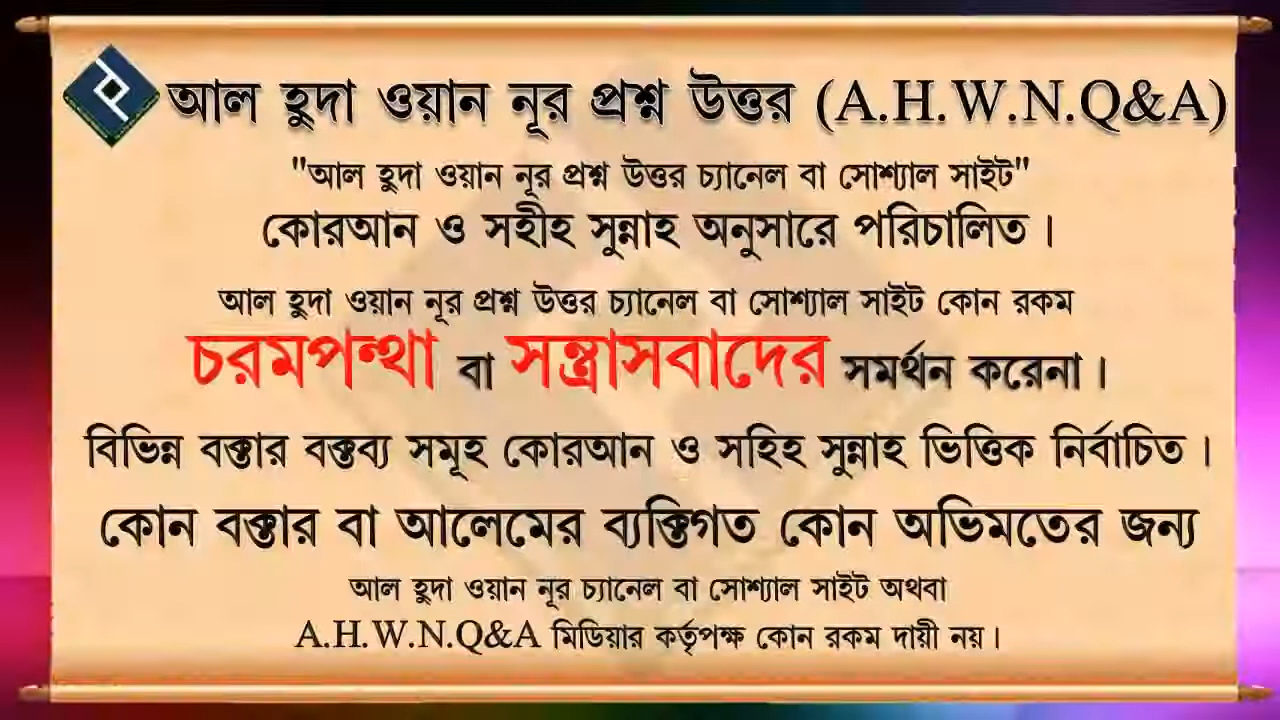 আল হুদা ওয়ান নূর প্রশ্ন উত্তর (A.H.W.N.Q&A)
"আল হুদা ওয়ান নূর প্রশ্ন উত্তর চ্যানেল বা সোশ্যাল সাইট"
কোরআন ও সহীহ সুন্নাহ অনুসারে পরিচালিত।
আল হুদা ওয়ান নূর প্রশ্ন উত্তর চ্যানেল বা সোশ্যাল সাইট কোন রকম
চরমপন্থা বা সন্ত্রাসবাদের সমর্থন করেনা।
বিভিন্ন বক্তার বক্তব্য সমূহ কোরআন ও সহিহ সুন্নাহ ভিত্তিক নির্বাচিত।
কোন বক্তার বা আলেমের ব্যক্তিগত কোন অভিমতের জন্য
আল হুদা ওয়ান নূর চ্যানেল বা সোশ্যাল সাইট অথবা
A.H.W.N.Q&A মিডিয়ার কর্তৃপক্ষ কোন রকম দায়ী নয়।